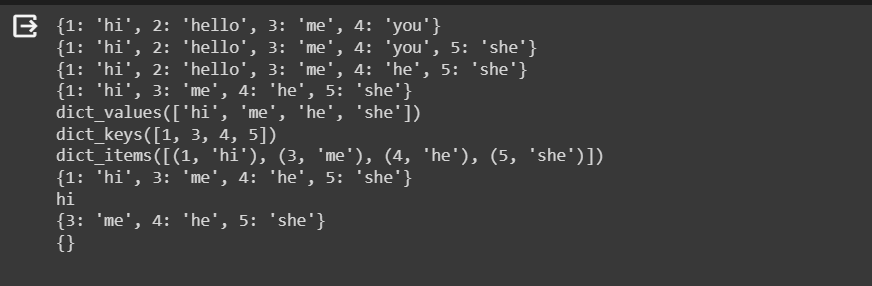 {1: 'hi', 2: 'hello', 3: 'me', 4: 'you'}
{1: 'hi', 2: 'hello', 3: 'me', 4: 'you', 5: 'she'}
{1: 'hi', 2: 'hello', 3: 'me', 4: 'he', 5: 'she'}
{1: 'hi', 3: 'me', 4: 'he', 5: 'she'}
dict_values(['hi', 'me', 'he', 'she'])
dict_keys([1, 3, 4, 5])
dict_items([(1, 'hi'), (3, 'me'), (4, 'he'), (5, 'she')])
{1: 'hi', 3: 'me', 4: 'he', 5: 'she'}
hi
{3: 'me', 4: 'he', 5: 'she'}
{}